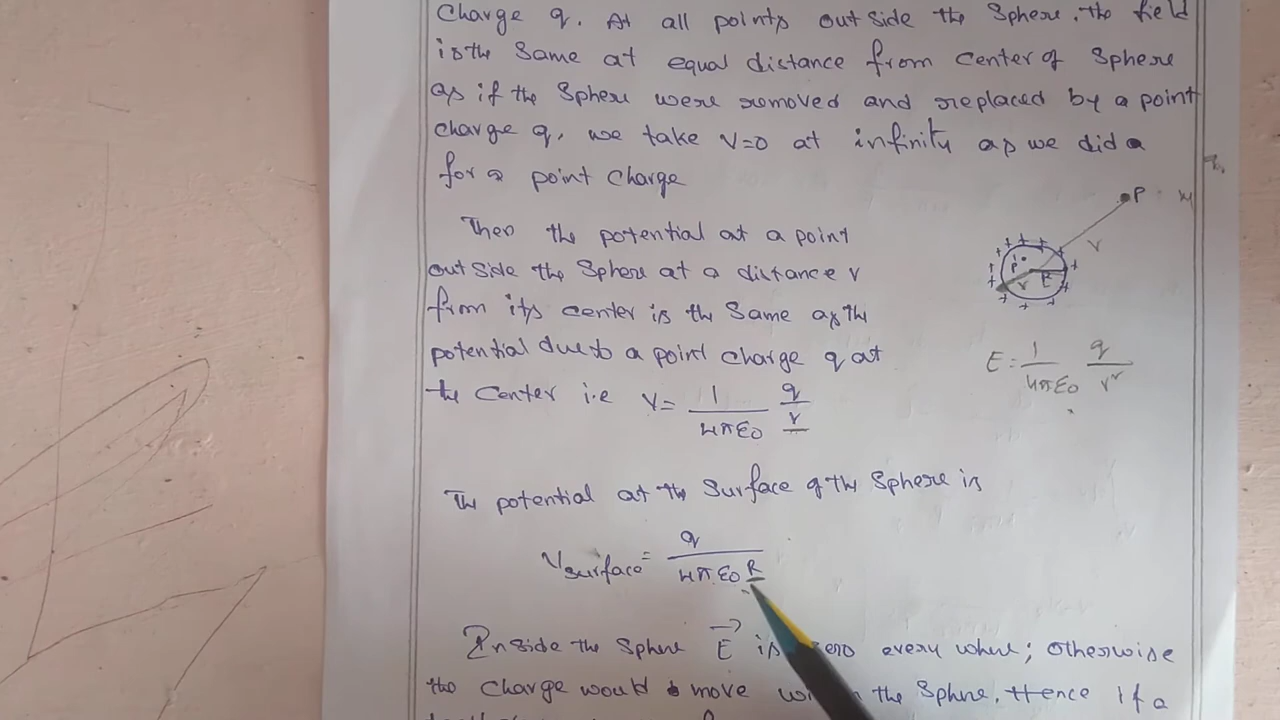 Charge q. At all points out side the Sphere, the field
is the Same at equal distance from Center of Sphere
as if the Sphere were removed and replaced by a point
charge q. we take V=0 at infinity as we did a
for a point Charge
P
r
P
r
R
Then the potential at a point
out side the Sphere at a distance r
from its center is the Same as the
potential due to a point charge q at
the Center i.e V = 1/4πε0 q/r
E = 1/4πε0 q/r²
The potential at the Surface of the Sphere is
Vsurface = q/4πε0 R
Inside the Sphere E⃗ is zero every where; otherwise
the charge would move the Sphere. Hence if a